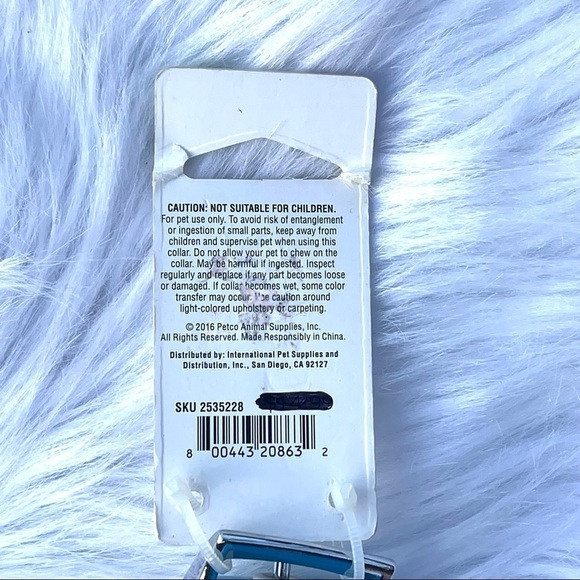 CAUTION: NOT SUITABLE FOR CHILDREN.
For pet use only. To avoid risk of entanglement
or ingestion of small parts, keep away from
children and supervise pet when using this
collar. Do not allow your pet to chew on the
collar. May be harmful if ingested. Inspect
regularly and replace if any part becomes loose
or damaged. If collar becomes wet, some color
transfer may occur. Use caution around
light-colored upholstery or carpeting.
© 2016 Petco Animal Supplies, Inc.
All Rights Reserved. Made Responsibly in China.
Distributed by: International Pet Supplies and
Distribution, Inc., San Diego, CA 92127
SKU 2535228
8 00443 20863 2